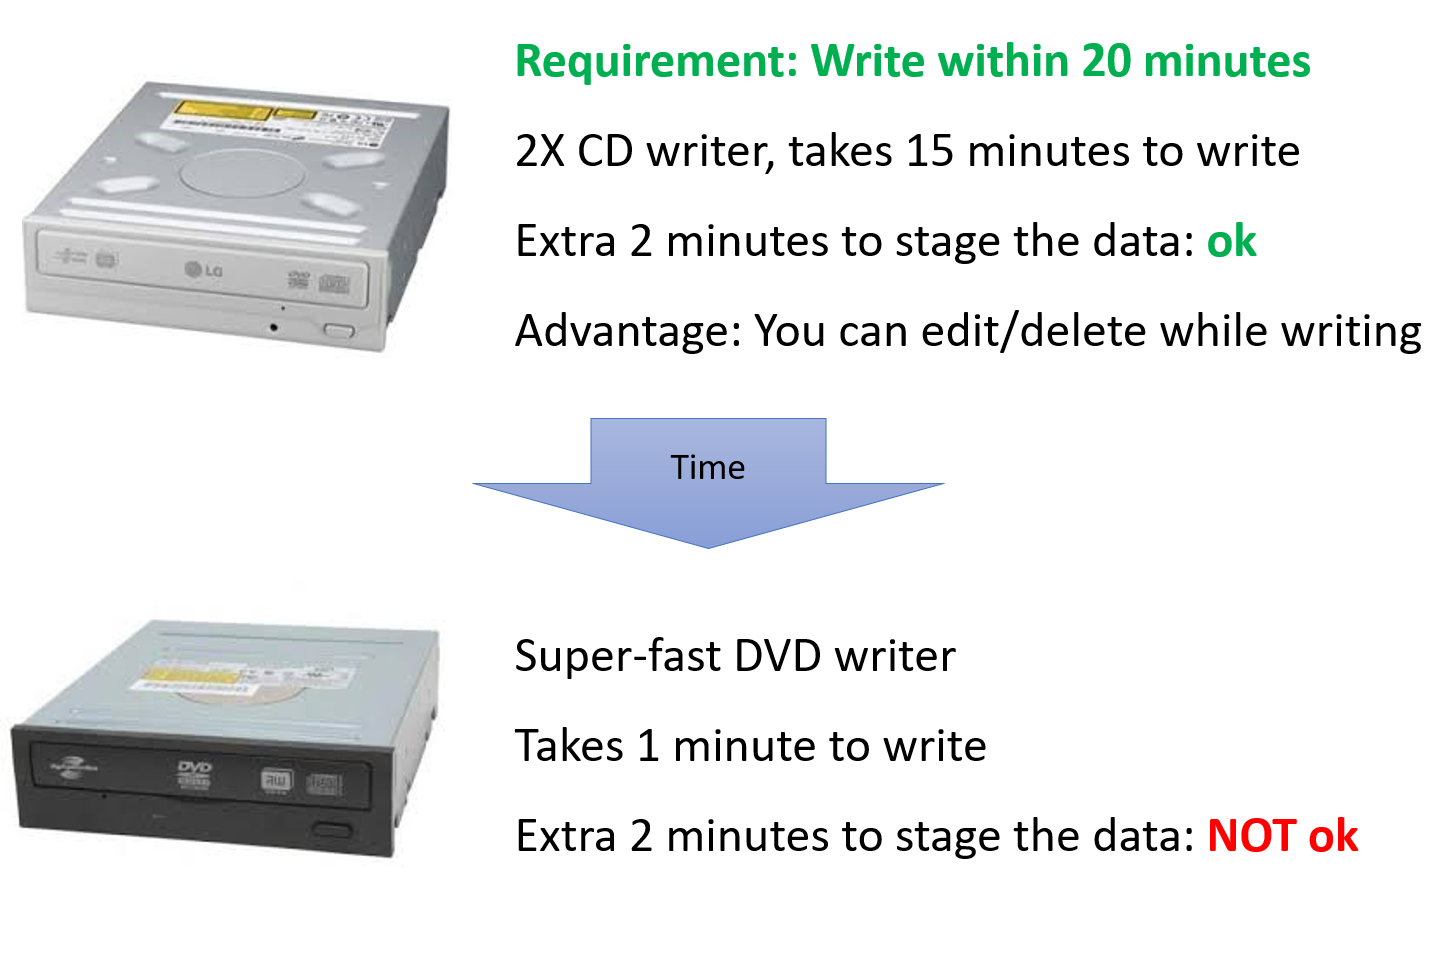 Requirement: Write within 20 minutes
2X CD writer, takes 15 minutes to write
Extra 2 minutes to stage the data: ok
Advantage: You can edit/delete while writing
LG
Time
Super-fast DVD writer
Takes 1 minute to write
Extra 2 minutes to stage the data: NOT ok
DVD
RW